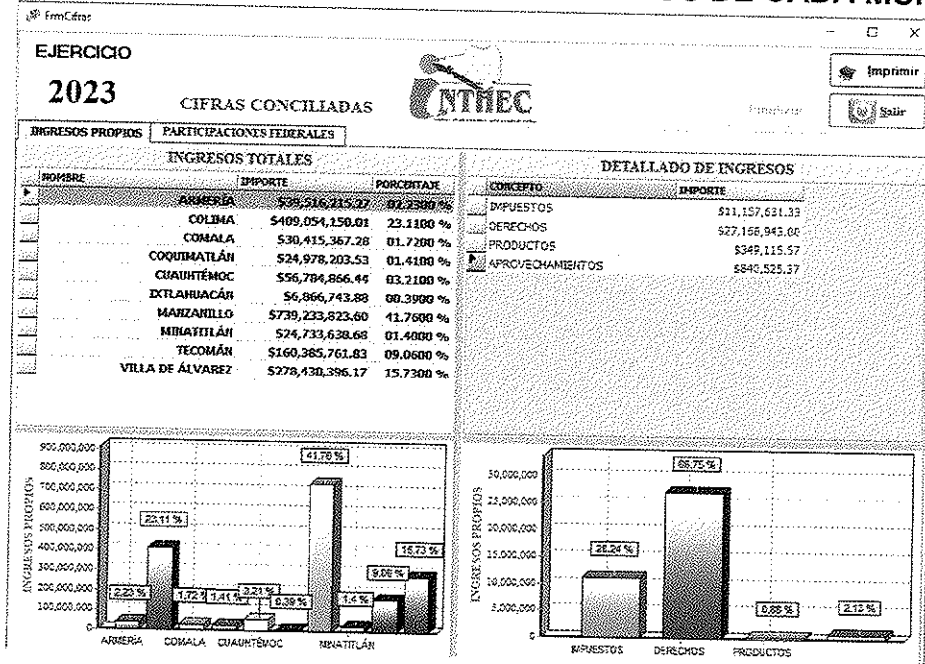 DE CADA
FrmCifras
EJERCICIO
2023
CIFRAS CONCILIADAS
INTHEC
Imprimir
Salir
INGRESOS PROPIOS PARTICIPACIONES FEDERALES
INGRESOS TOTALES
NOMBRE IMPORTE PORCENTAJE
ARMERÍA $39,516,215.27 02.2300 %
COLIMA $409,054,150.01 23.1100 %
COMALA $30,415,367.28 01.7200 %
COQUIMATLÁN $24,978,203.53 01.4100 %
CUAUHTÉMOC $56,784,866.44 03.2100 %
IXTLAHUACÁN $6,866,743.88 00.3900 %
MANZANILLO $739,233,823.60 41.7600 %
MINATITLÁN $24,733,638.68 01.4000 %
TECOMÁN $160,385,761.83 09.0600 %
VILLA DE ÁLVAREZ $278,430,396.17 15.7300 %
DETALLADO DE INGRESOS
CONCEPTO IMPORTE
IMPUESTOS $11,157,631.33
DERECHOS $27,168,943.00
PRODUCTOS $349,115.57
APROVECHAMIENTOS $840,525.37
INGRESOS PROPIOS
900,000,000
800,000,000
700,000,000
600,000,000
500,000,000
400,000,000
300,000,000
200,000,000
100,000,000
0
2.23 %
23.11 %
1.72 %
1.41 %
3.21 %
0.39 %
41.76 %
1.4 %
9.06 %
15.73 %
ARMERÍA COMALA CUAUHTÉMOC MINATITLÁN
INGRESOS PROPIOS
30,000,000
25,000,000
20,000,000
15,000,000
10,000,000
5,000,000
0
28.24 %
68.75 %
0.88 %
2.13 %
IMPUESTOS DERECHOS PRODUCTOS